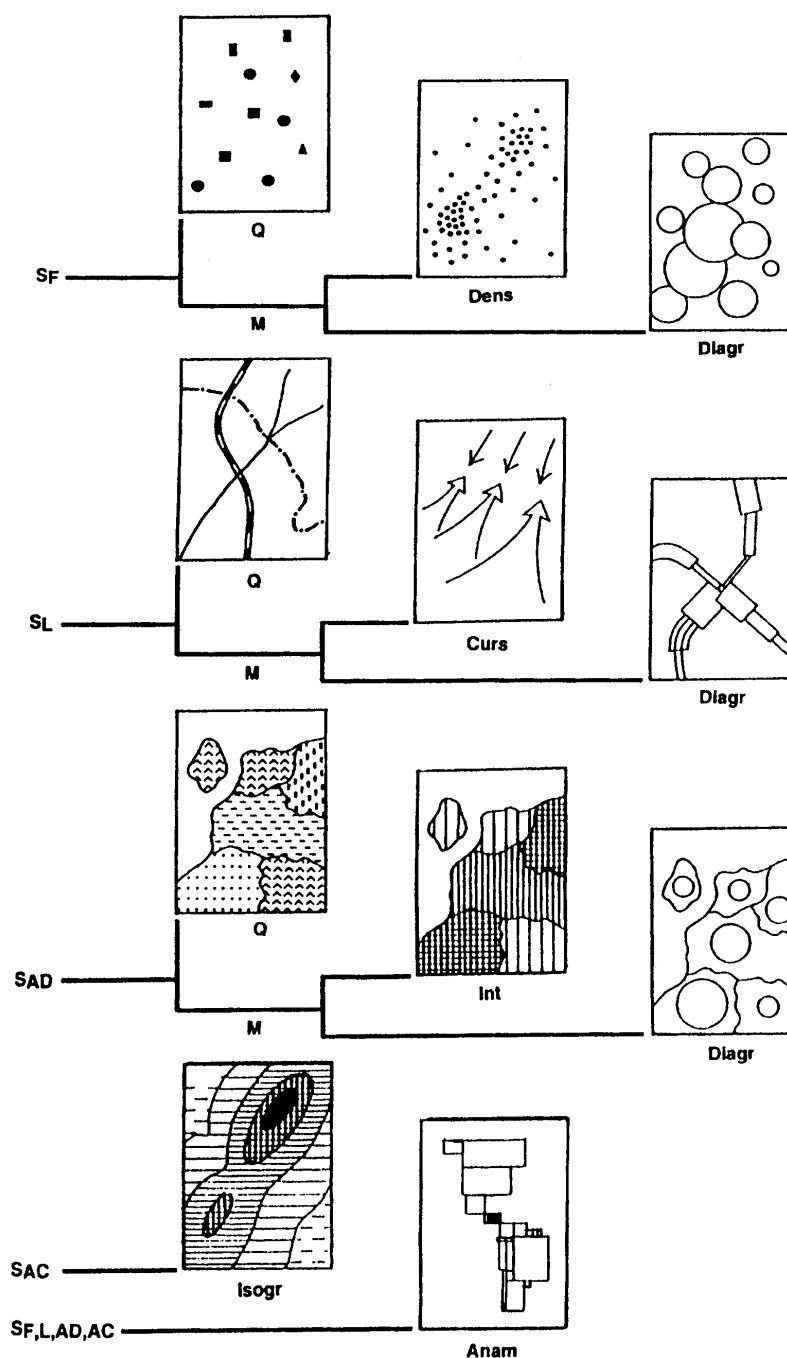 Q
SF
Dens
M
Diagr
Q
SL
Curs
M
Diagr
Q
SAD
Int
M
Diagr
SAC
Isogr
SF,L,AD,AC
Anam